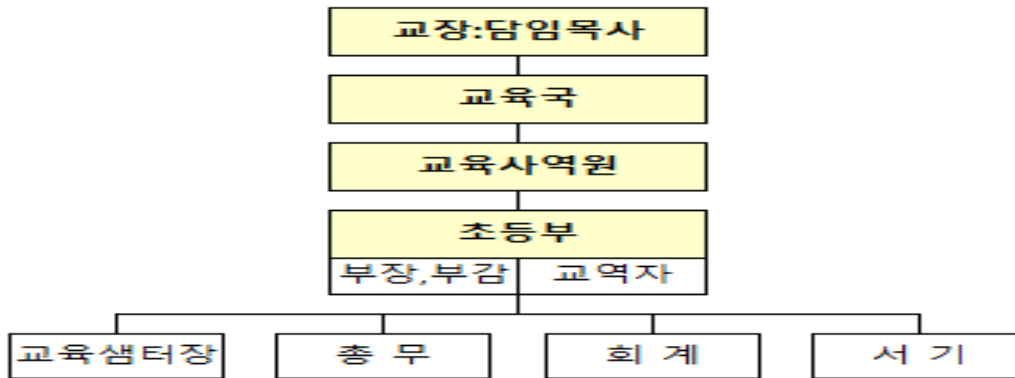 교장:담임목사
교육국
교육사역원
초등부
부장,부감 교역자
교육샘터장 총 무 회 계 서 기